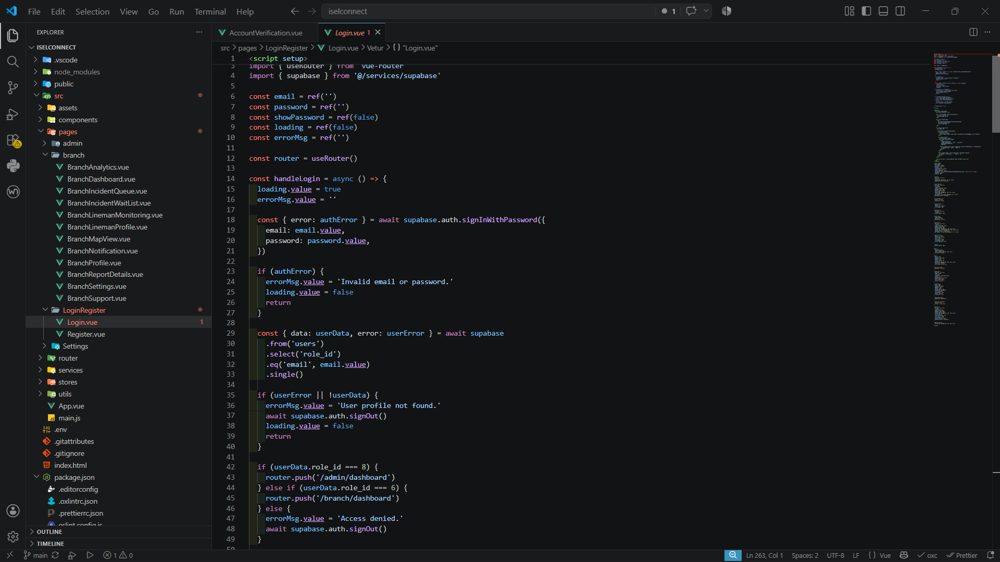 File Edit Selection View Go Run Terminal Help
iselconnect
1
EXPLORER
ISELCONNECT
.vscode
node_modules
public
src
assets
components
pages
admin
branch
BranchAnalytics.vue
BranchDashboard.vue
BranchIncidentQueue.vue
BranchIncidentWaitList.vue
BranchLinemanMonitoring.vue
BranchLinemanProfile.vue
BranchMapView.vue
BranchNotification.vue
BranchProfile.vue
BranchReportDetails.vue
BranchSettings.vue
BranchSupport.vue
LoginRegister
Login.vue 1
Register.vue
Settings
router
services
stores
utils
App.vue
main.js
.env
.gitattributes
.gitignore
index.html
package.json
.editorconfig
.oxlintrc.json
.prettierrc.json
eslint.config.js
OUTLINE
TIMELINE
AccountVerification.vue
Login.vue 1
src > pages > LoginRegister > Login.vue > Vetur > {} "Login.vue"
1 <script setup>
3 import { useRouter } from 'vue-router'
4 import { supabase } from '@/services/supabase'
5
6 const email = ref('')
7 const password = ref('')
8 const showPassword = ref(false)
9 const loading = ref(false)
10 const errorMsg = ref('')
11
12 const router = useRouter()
13
14 const handleLogin = async () => {
15 loading.value = true
16 errorMsg.value = ''
17
18 const { error: authError } = await supabase.auth.signInWithPassword({
19 email: email.value,
20 password: password.value,
21 })
22
23 if (authError) {
24 errorMsg.value = 'Invalid email or password.'
25 loading.value = false
26 return
27 }
28
29 const { data: userData, error: userError } = await supabase
30 .from('users')
31 .select('role_id')
32 .eq('email', email.value)
33 .single()
34
35 if (userError || !userData) {
36 errorMsg.value = 'User profile not found.'
37 await supabase.auth.signOut()
38 loading.value = false
39 return
40 }
41
42 if (userData.role_id === 8) {
43 router.push('/admin/dashboard')
44 } else if (userData.role_id === 6) {
45 router.push('/branch/dashboard')
46 } else {
47 errorMsg.value = 'Access denied.'
48 await supabase.auth.signOut()
49 }
50
main
1 0
Ln 263, Col 1
Spaces: 2
UTF-8
LF
{} Vue
oxc
Prettier